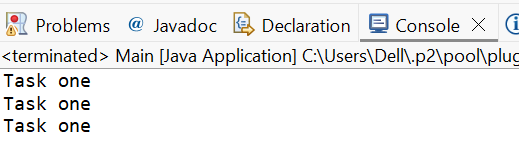 Problems @ Javadoc Declaration Console
<terminated> Main [Java Application] C:\Users\Dell\.p2\pool\plug
Task one
Task one
Task one